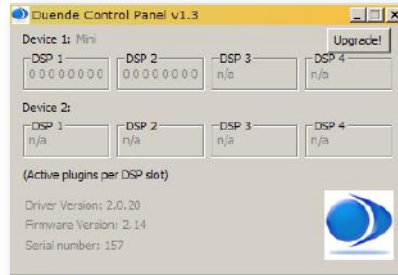 Duende Control Panel v1.3
Device 1: Mini
Upgrade!
DSP 1 DSP 2 DSP 3 DSP 4
00000000 00000000 n/a n/a
Device 2:
DSP 1 DSP 2 DSP 3 DSP 4
n/a n/a n/a n/a
(Active plugins per DSP slot)
Driver Version: 2.0.20
Firmware Version: 2.14
Serial number: 157